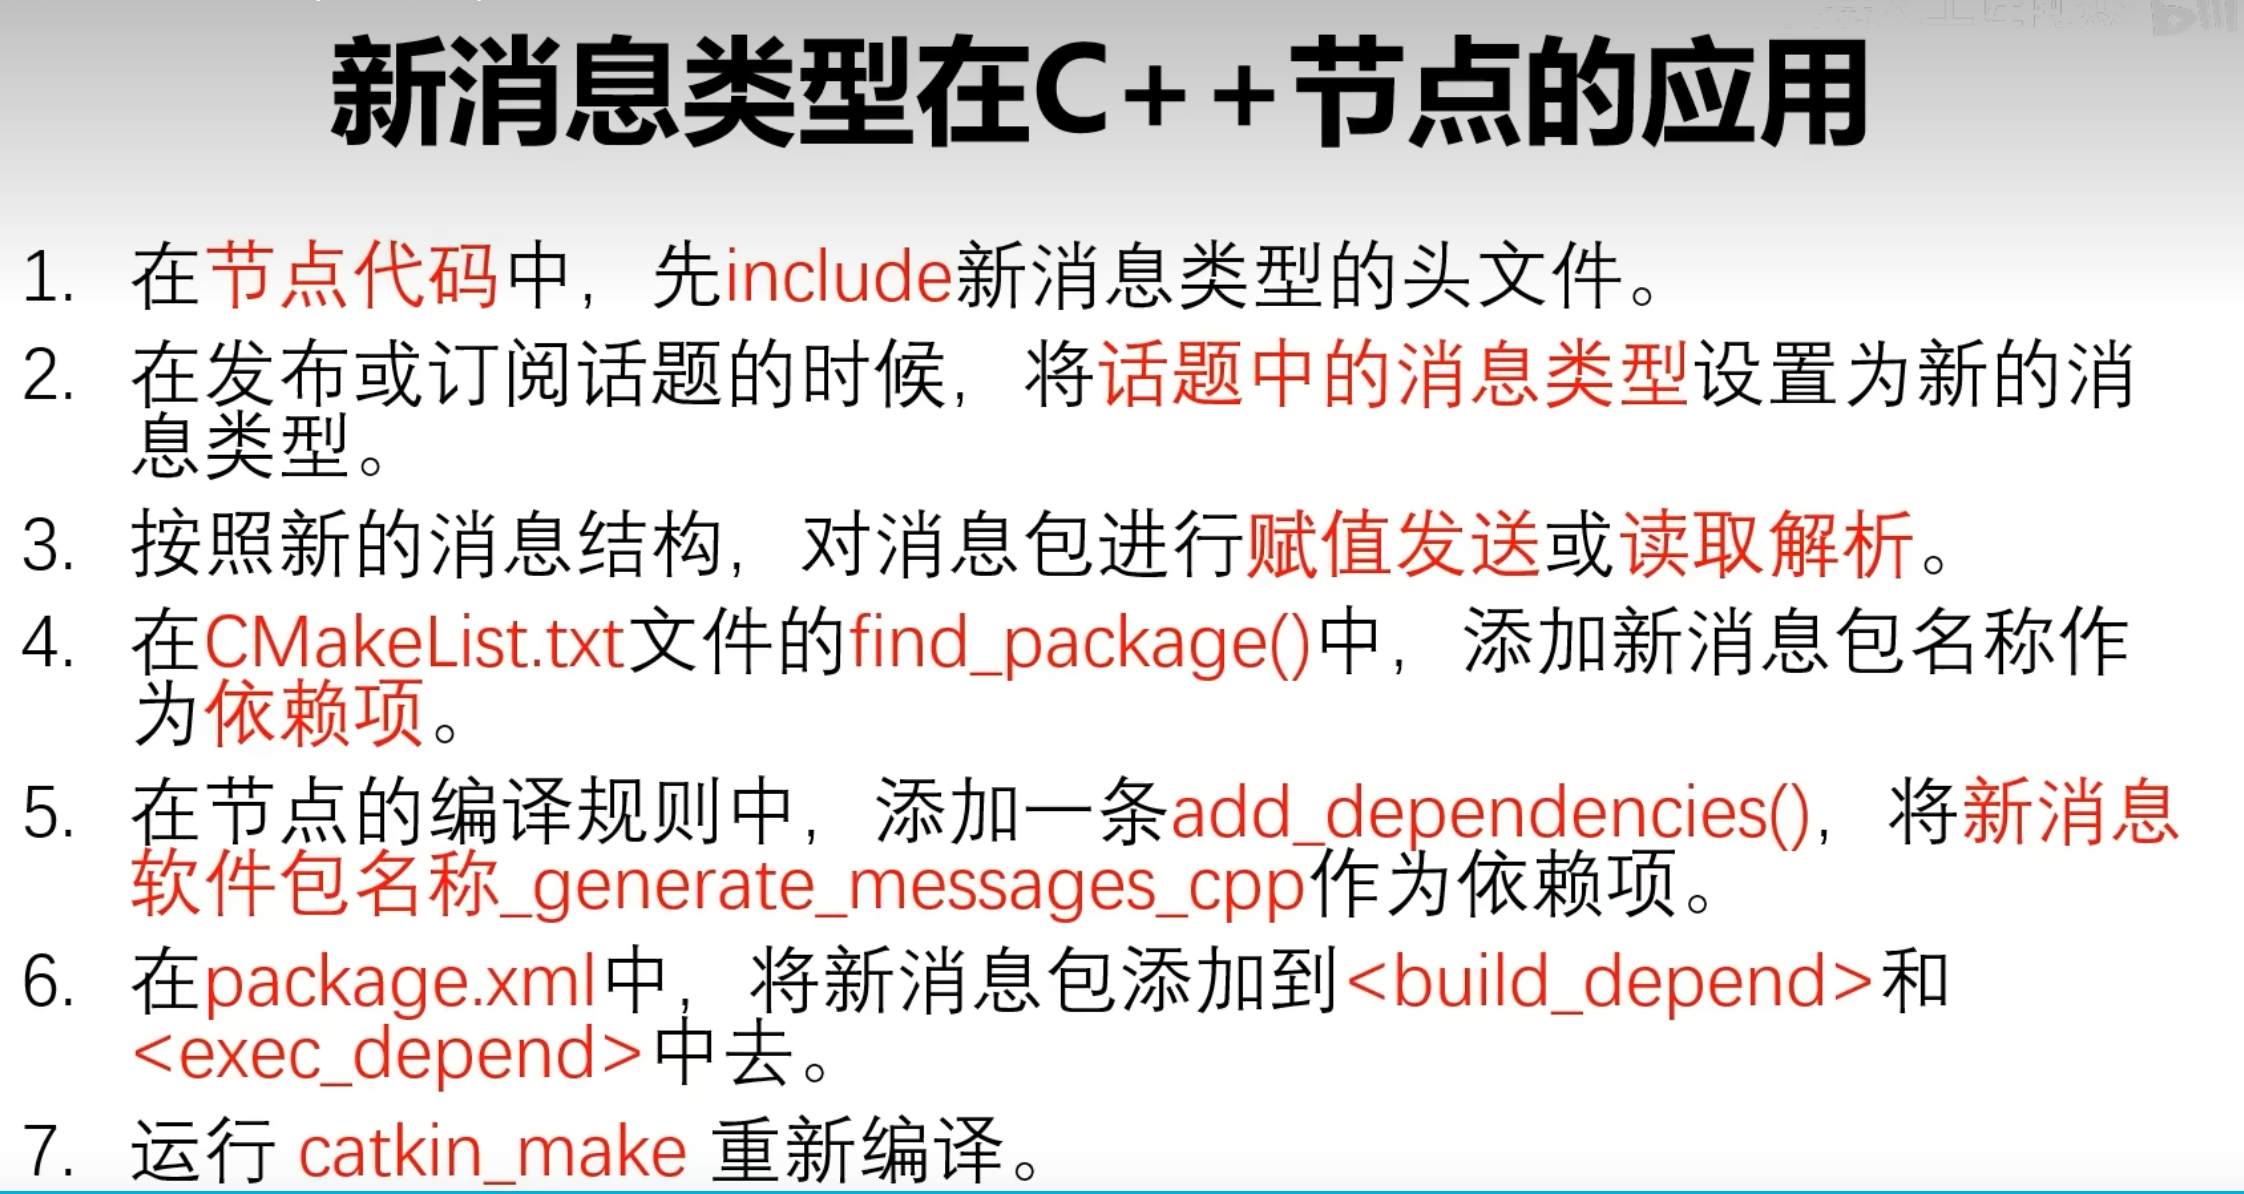 新消息类型在C++节点的应用
1. 在节点代码中，先include新消息类型的头文件。
2. 在发布或订阅话题的时候，将话题中的消息类型设置为新的消
息类型。
3. 按照新的消息结构，对消息包进行赋值发送或读取解析。
4. 在CMakeList.txt文件的find_package()中，添加新消息包名称作
为依赖项。
5. 在节点的编译规则中，添加一条add_dependencies()，将新消息
软件包名称_generate_messages_cpp作为依赖项。
6. 在package.xml中，将新消息包添加到<build_depend>和
<exec_depend>中去。
7. 运行 catkin_make 重新编译。